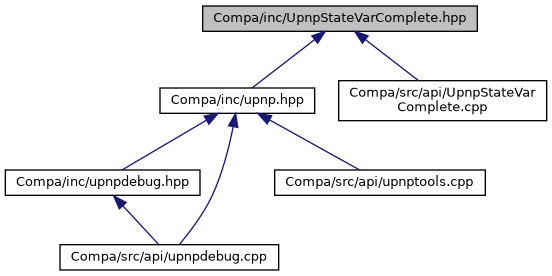 Compa/inc/UpnpStateVarComplete.hpp
Compa/inc/upnp.hpp
Compa/src/api/UpnpStateVar
Complete.cpp
Compa/inc/upnpdebug.hpp
Compa/src/api/upnptools.cpp
Compa/src/api/upnpdebug.cpp